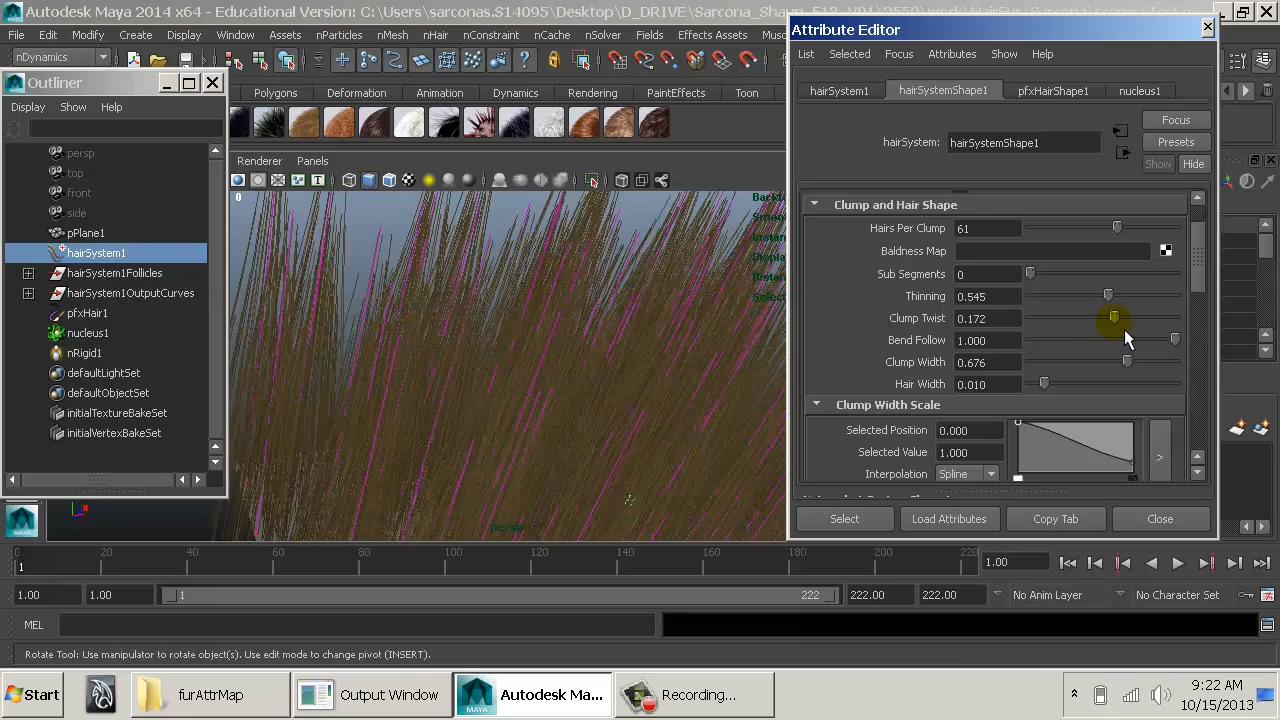 Autodesk Maya 2014 x64 - Educational Version: C:\Users\sarconas.S14095\Desktop\D_DRIVE\Sarcona_Shaun_F13_V01\2550\
File Edit Modify Create Display Window Assets nParticles nMesh nHair nConstraint nCache nSolver Fields Effects Assets
nDynamics
Polygons Deformation Animation Dynamics Rendering PaintEffects Toon
Outliner
Display Show Help
persp
top
front
side
pPlane1
hairSystem1
hairSystem1Follicles
hairSystem1OutputCurves
pfxHair1
nucleus1
nRigid1
defaultLightSet
defaultObjectSet
initialTextureBakeSet
initialVertexBakeSet
Renderer Panels
0
persp
Attribute Editor
List Selected Focus Attributes Show Help
hairSystem1 hairSystemShape1 pfxHairShape1 nucleus1
hairSystem: hairSystemShape1
Focus
Presets
Show Hide
Clump and Hair Shape
Hairs Per Clump 61
Baldness Map
Sub Segments 0
Thinning 0.545
Clump Twist 0.172
Bend Follow 1.000
Clump Width 0.676
Hair Width 0.010
Clump Width Scale
Selected Position 0.000
Selected Value 1.000
Interpolation Spline
>
Select Load Attributes Copy Tab Close
0 20 40 60 80 100 120 140 160 180 200 220
1
1.00
1.00 1.00 1 222 222.00 222.00 No Anim Layer No Character Set
MEL
Rotate Tool: Use manipulator to rotate object(s). Use edit mode to change pivot (INSERT).
Start furAttrMap Output Window Autodesk Ma... Recording...
9:22 AM
10/15/2013